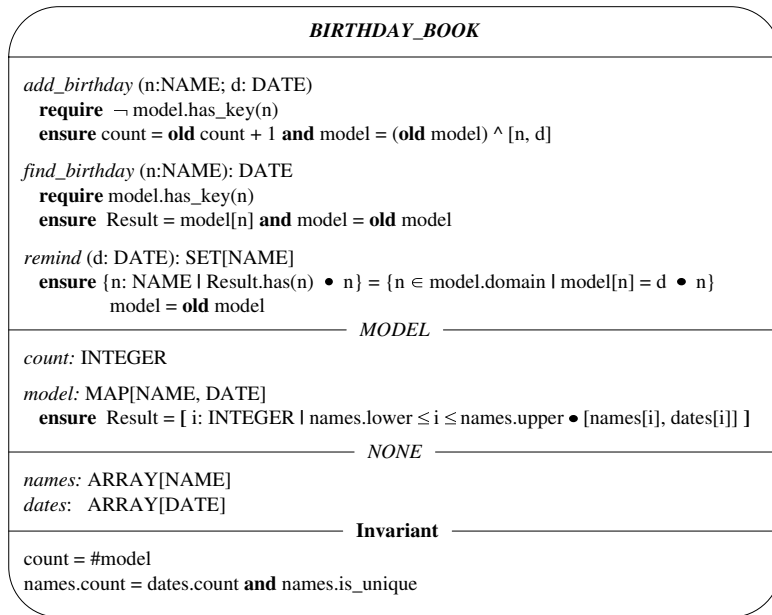 BIRTHDAY_BOOK
add_birthday (n:NAME; d: DATE)
require ¬ model.has_key(n)
ensure count = old count + 1 and model = (old model) ^ [n, d]
find_birthday (n:NAME): DATE
require model.has_key(n)
ensure Result = model[n] and model = old model
remind (d: DATE): SET[NAME]
ensure {n: NAME | Result.has(n) • n} = {n ∈ model.domain | model[n] = d • n}
model = old model
MODEL
count: INTEGER
model: MAP[NAME, DATE]
ensure Result = [ i: INTEGER | names.lower ≤ i ≤ names.upper • [names[i], dates[i]] ]
NONE
names: ARRAY[NAME]
dates: ARRAY[DATE]
Invariant
count = #model
names.count = dates.count and names.is_unique